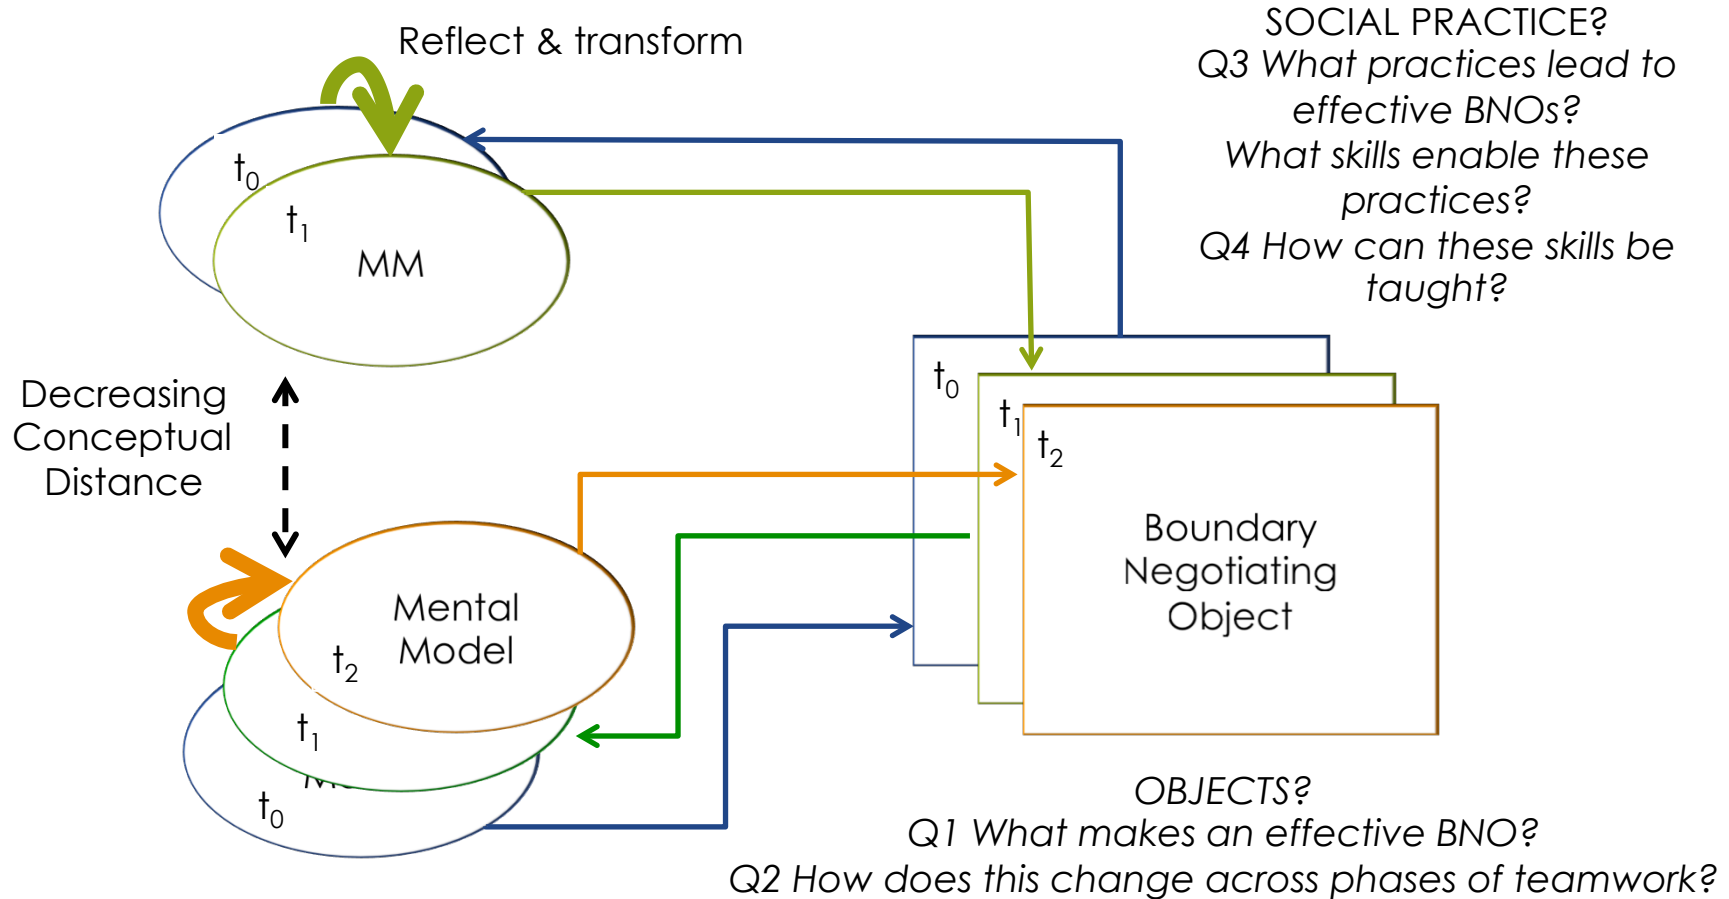 Reflect & transform
SOCIAL PRACTICE?
Q3 What practices lead to
effective BNOs?
What skills enable these
practices?
Q4 How can these skills be
taught?
t0
t1
MM
Decreasing
Conceptual
Distance
t0
t1
t2
Boundary
Negotiating
Object
Mental
Model
t2
t1
t0
OBJECTS?
Q1 What makes an effective BNO?
Q2 How does this change across phases of teamwork?